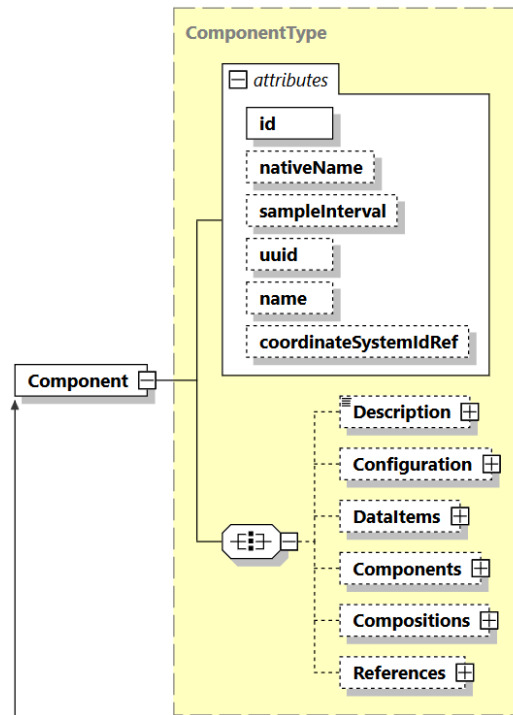 ComponentType
attributes
id
nativeName
sampleInterval
uuid
name
coordinateSystemIdRef
Component
Description
Configuration
DataItems
Components
Compositions
References